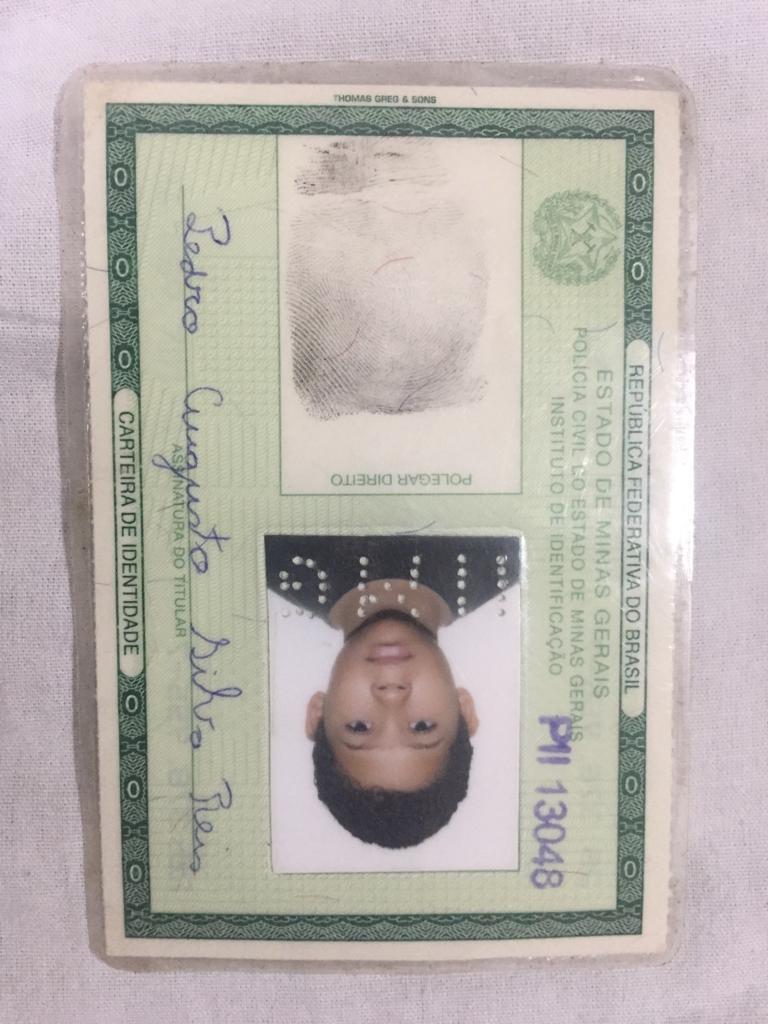 REPÚBLICA FEDERATIVA DO BRASIL
ESTADO DE MINAS GERAIS
POLÍCIA CIVIL DO ESTADO DE MINAS GERAIS
INSTITUTO DE IDENTIFICAÇÃO
PII 13048
POLEGAR DIREITO
Pedro Augusto Silva Reis
ASSINATURA DO TITULAR
CARTEIRA DE IDENTIDADE
THOMAS GREG & SONS